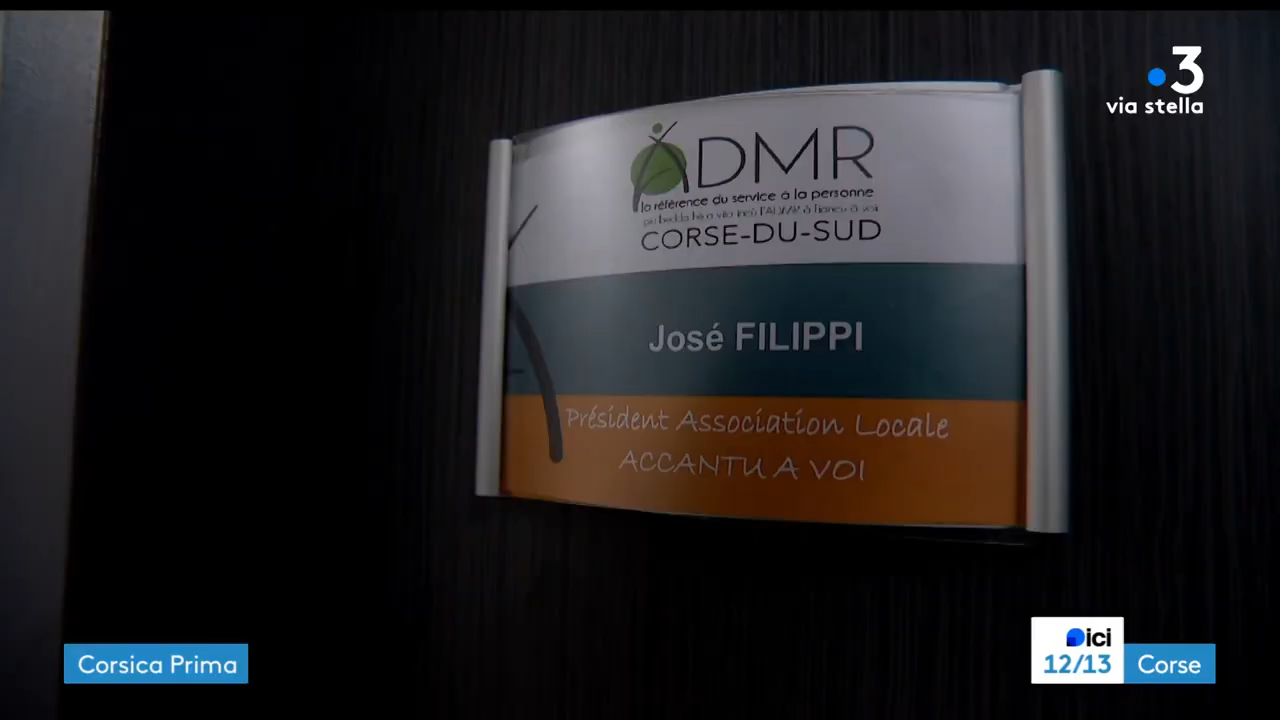 3
via stella
ADMR
la référence du service à la personne
CORSE-DU-SUD
José FILIPPI
Président Association Locale
ACCANTU A VOI
Corsica Prima
ici
12/13
Corse